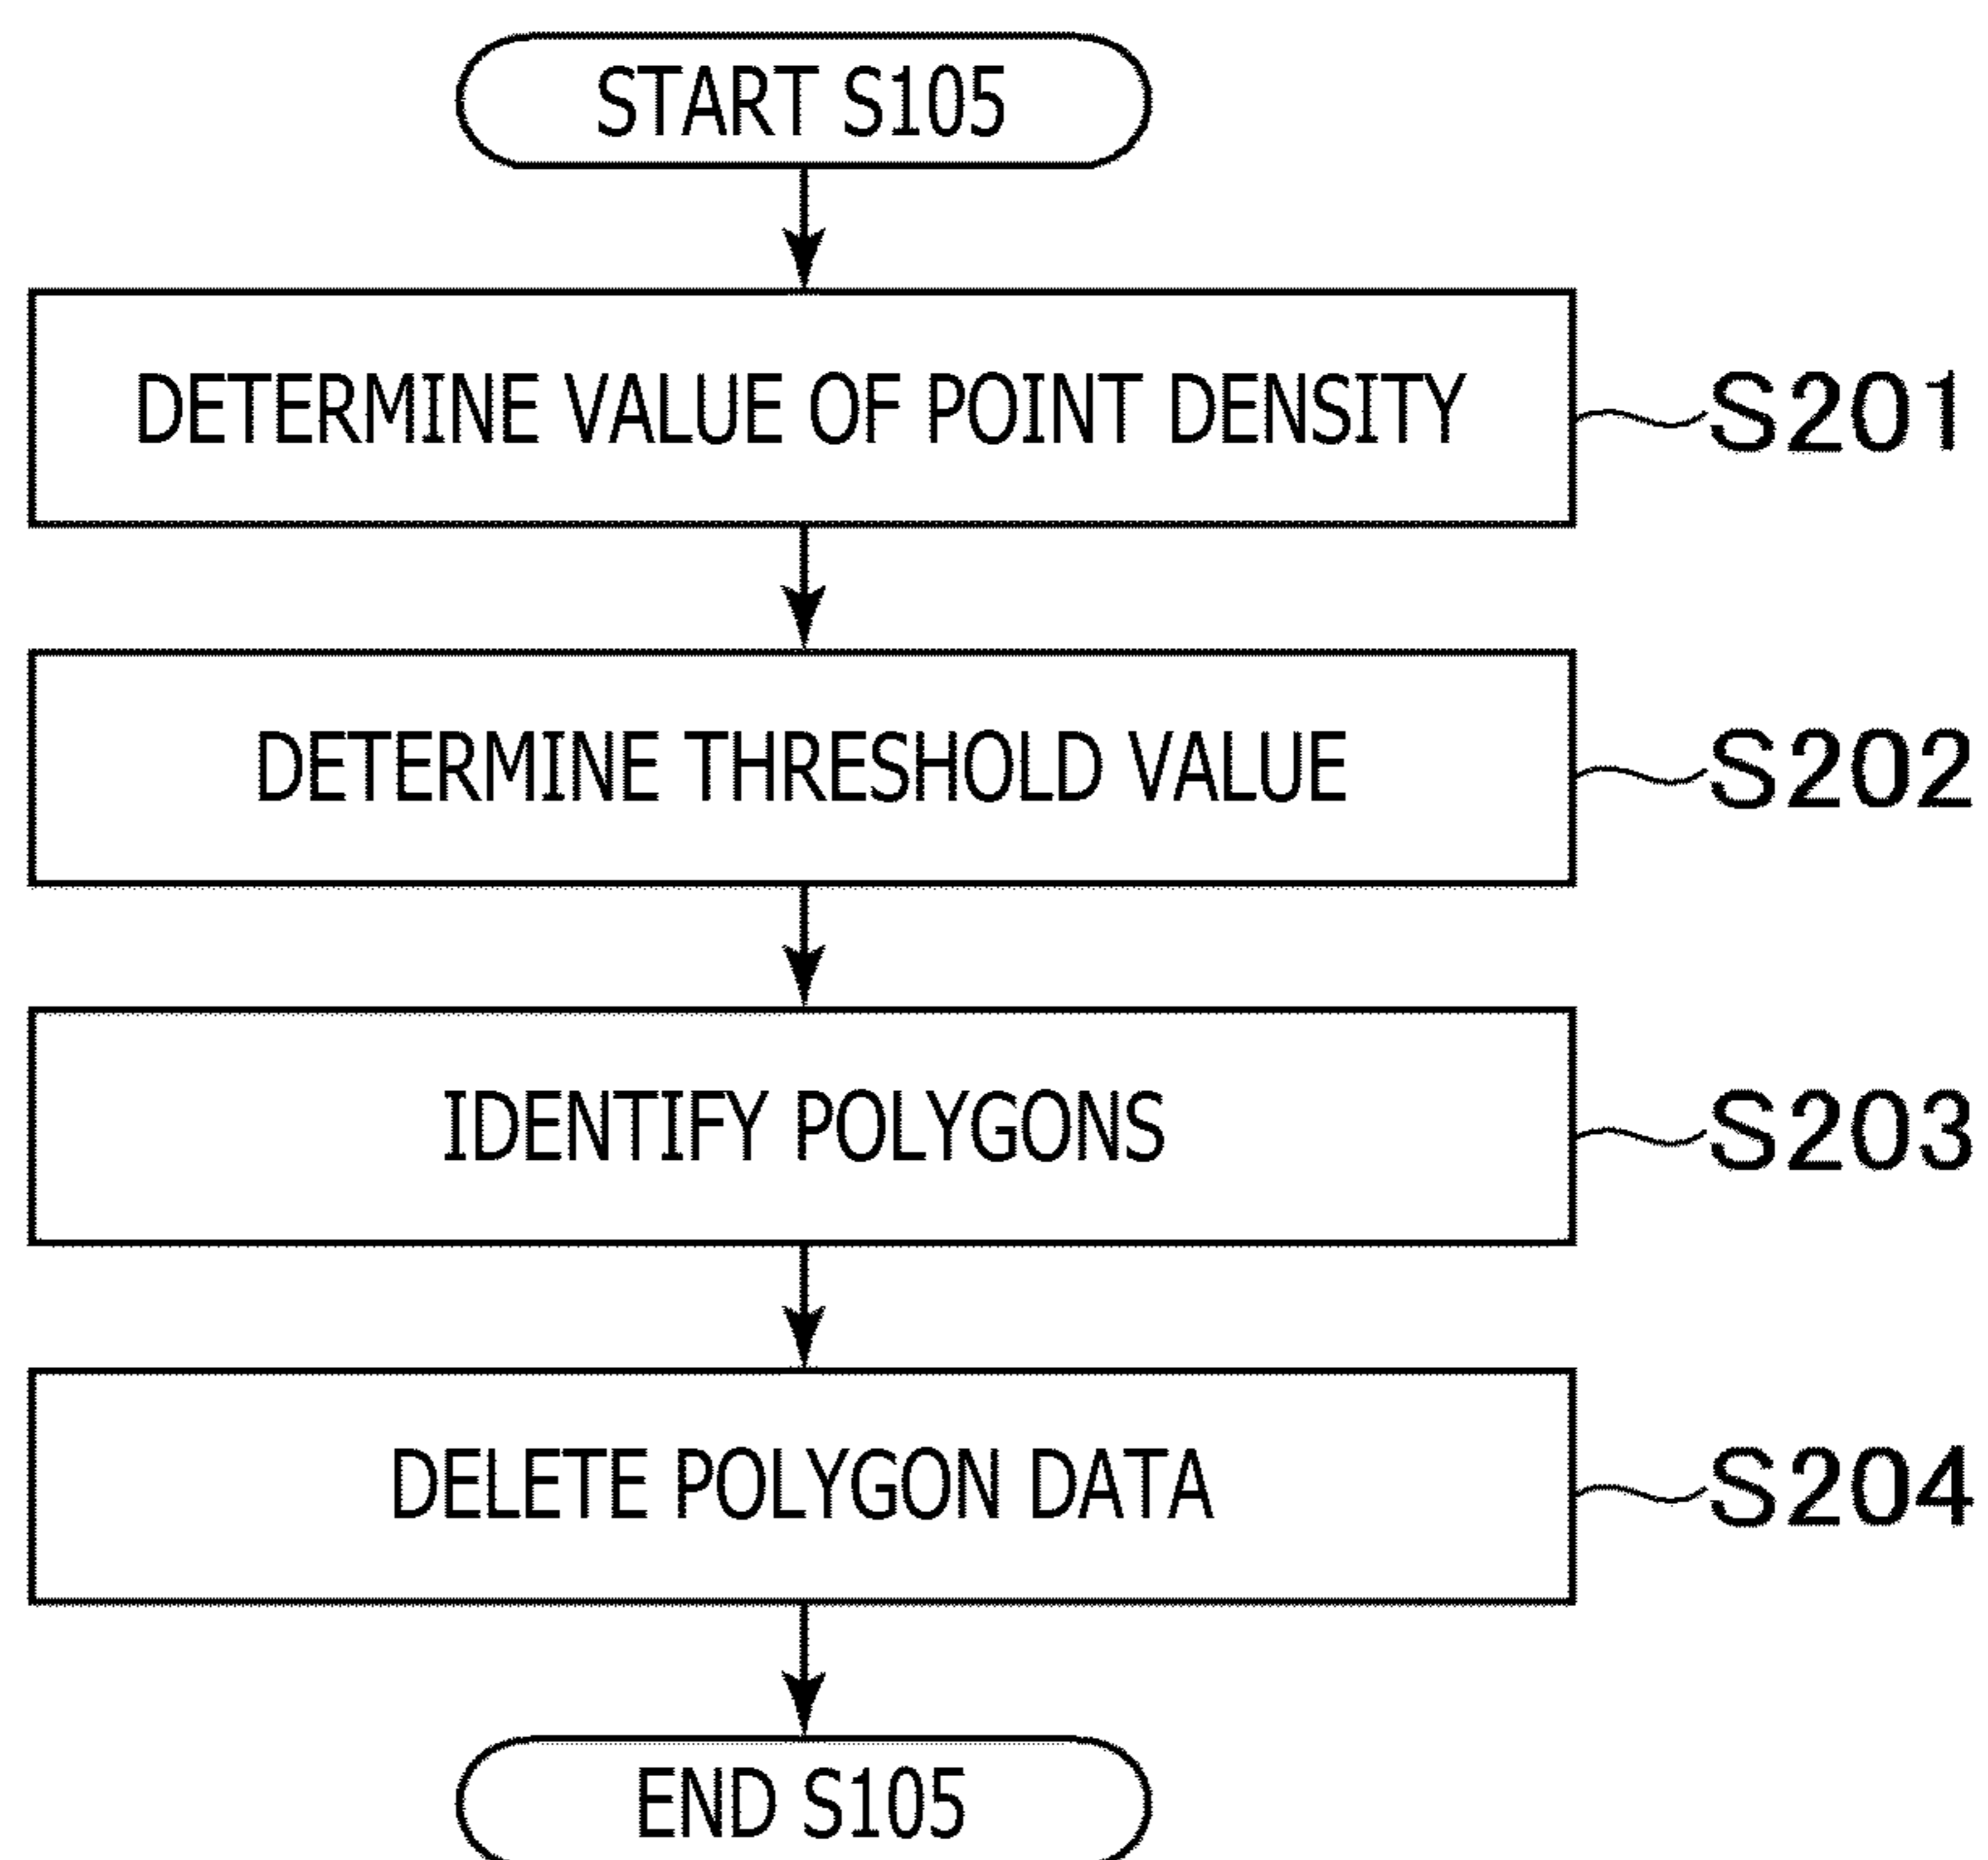 START S105
DETERMINE VALUE OF POINT DENSITY
S201
DETERMINE THRESHOLD VALUE
S202
IDENTIFY POLYGONS
S203
DELETE POLYGON DATA
S204
END S105